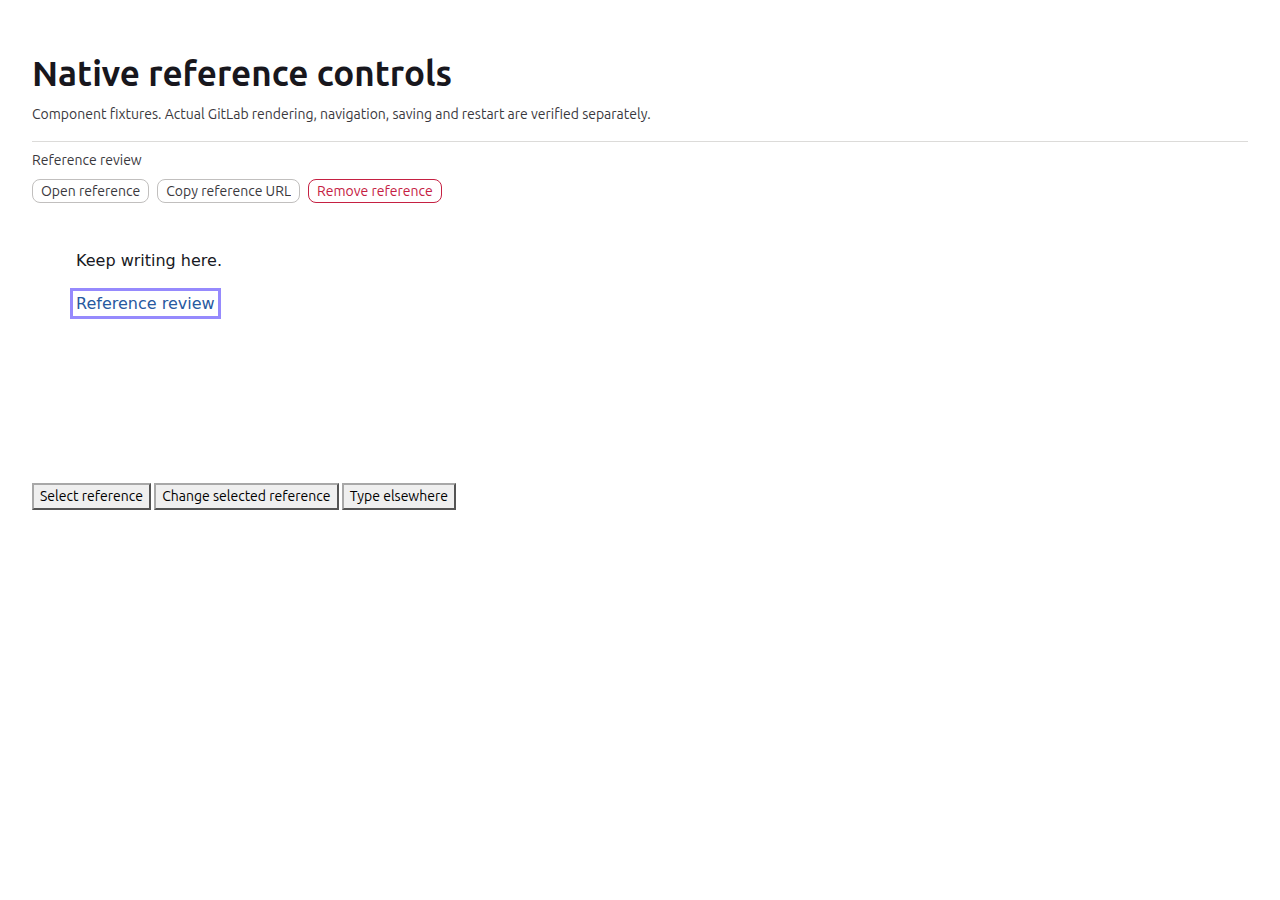 Native reference controls
Component fixtures. Actual GitLab rendering, navigation, saving and restart are verified separately.
Reference review
Open reference Copy reference URL Remove reference
Keep writing here.
Reference review
Select reference Change selected reference Type elsewhere